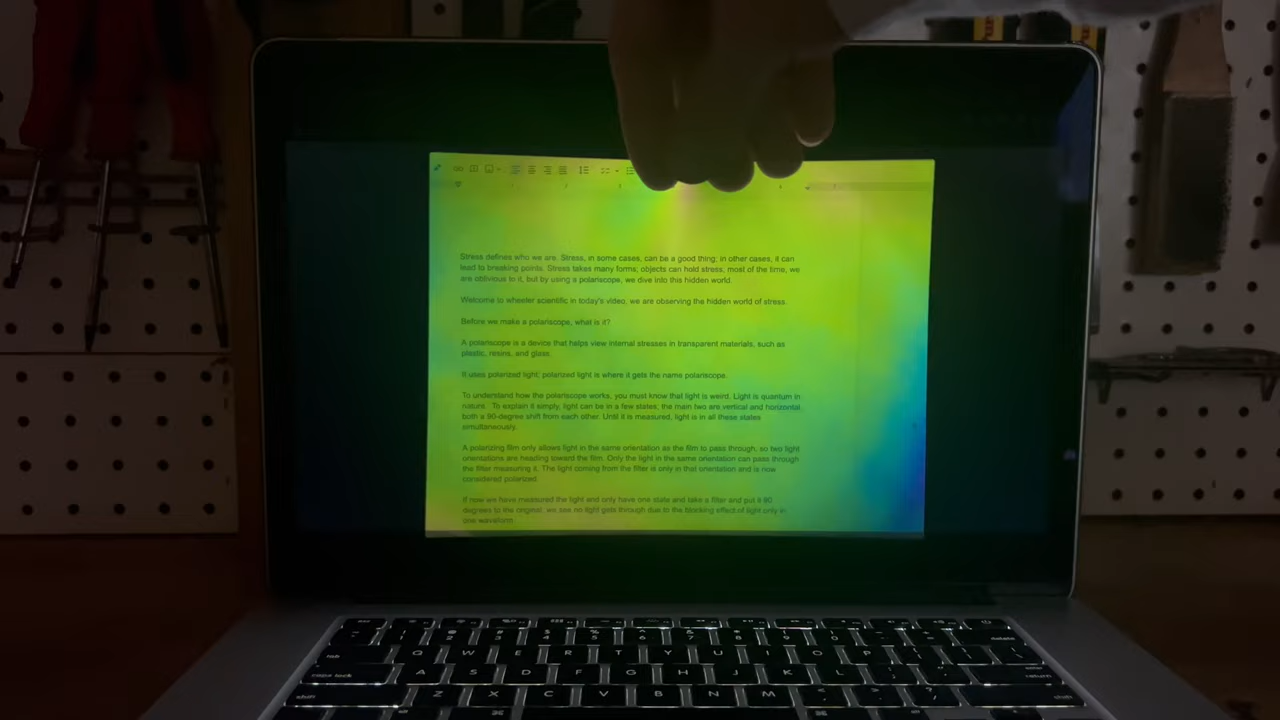 Stress defines who we are. Stress, in some cases, can be a good thing; in other cases, it can
lead to breaking points. Stress takes many forms; objects can hold stress, most of the time, we
are oblivious to it, but by using a polariscope, we dive into this hidden world.
Welcome to wheeler scientific in today's video, we are observing the hidden world of stress.
Before we make a polariscope, what is it?
A polariscope is a device that helps view internal stresses in transparent materials, such as
plastic, resins, and glass.
It uses polarized light; polarized light is where it gets the name polariscope.
To understand how the polariscope works, you must know that light is weird. Light is quantum in
nature. To explain it simply, light can be in a few states; the main two are vertical and horizontal,
both a 90-degree shift from each other. Until it is measured, light is in all these states
simultaneously.
A polarizing film only allows light in the same orientation as the film to pass through, so two light
orientations are heading toward the film. Only the light in the same orientation can pass through
the filter measuring it. The light coming from the filter is only in that orientation and is now
considered polarized.
If now we have measured the light and only have one state and take a filter and put it 90
degrees to the original, we see no light gets through due to the blocking effect of light only in
one waveform
tab Q W E R T Y U I O P
caps lock A S D F G H J K L return
shift Z X C V B N M shift